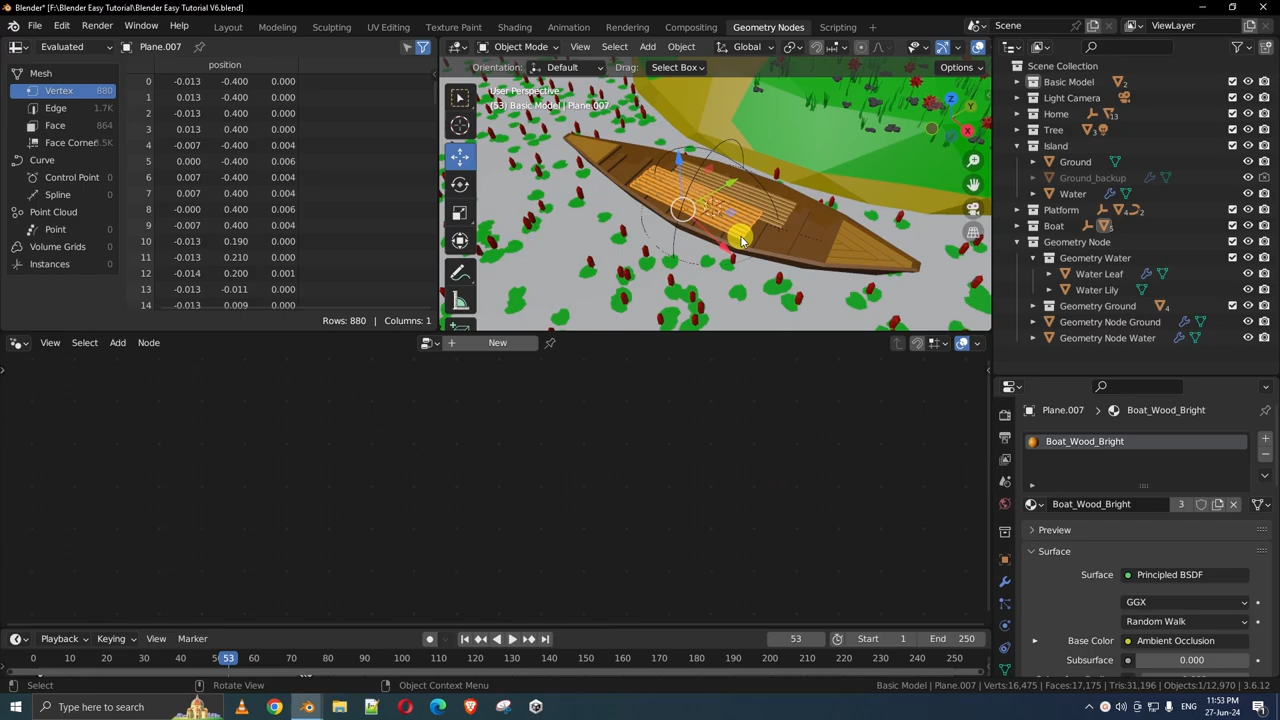 Blender* [F:\Blender Easy Tutorial\Blender Easy Tutorial V6.blend]
File Edit Render Window Help Layout Modeling Sculpting UV Editing Texture Paint Shading Animation Rendering Compositing Geometry Nodes Scripting Scene ViewLayer
Evaluated Plane.007
Object Mode View Select Add Object Global
Orientation: Default Drag: Select Box Options
Mesh
Vertex 880
Edge 1.7K
Face 864
Face Corner
Curve
Control Point 0
Spline 0
Point Cloud
Point 0
Volume Grids 0
Instances 0
position
0 -0.013 -0.400 0.000
1 0.013 -0.400 0.000
2 -0.013 0.400 0.000
3 0.013 0.400 0.000
4 -0.007 -0.400 0.004
5 0.000 -0.400 0.006
6 0.007 -0.400 0.004
7 0.007 0.400 0.004
8 -0.000 0.400 0.006
9 -0.007 0.400 0.004
10 -0.013 0.190 0.000
11 -0.013 0.210 0.000
12 -0.014 0.200 0.001
13 -0.013 -0.011 0.000
14 -0.013 0.009 0.000
Rows: 880 | Columns: 1
User Perspective
(53) Basic Model | Plane.007
Z
Y
X
Scene Collection
Basic Model 2
Light Camera
Home 13
Tree 3
Island
Ground
Ground_backup
Water
Platform 2
Boat 5
Geometry Node
Geometry Water
Water Leaf
Water Lily
Geometry Ground 4
Geometry Node Ground
Geometry Node Water
View Select Add Node New
Plane.007 Boat_Wood_Bright
Boat_Wood_Bright
Boat_Wood_Bright 3
Preview
Surface
Surface Principled BSDF
GGX
Random Walk
Base Color Ambient Occlusion
Subsurface 0.000
Playback Keying View Marker 53 Start 1 End 250
0 10 20 30 40 53 60 70 80 90 100 110 120 130 140 150 160 170 180 190 200 210 220 230 240 250
Select Rotate View Object Context Menu Basic Model | Plane.007 | Verts:16,475 | Faces:17,175 | Tris:31,196 | Objects:1/12,970 | 3.6.12
Type here to search ENG 11:53 PM
27-Jun-24